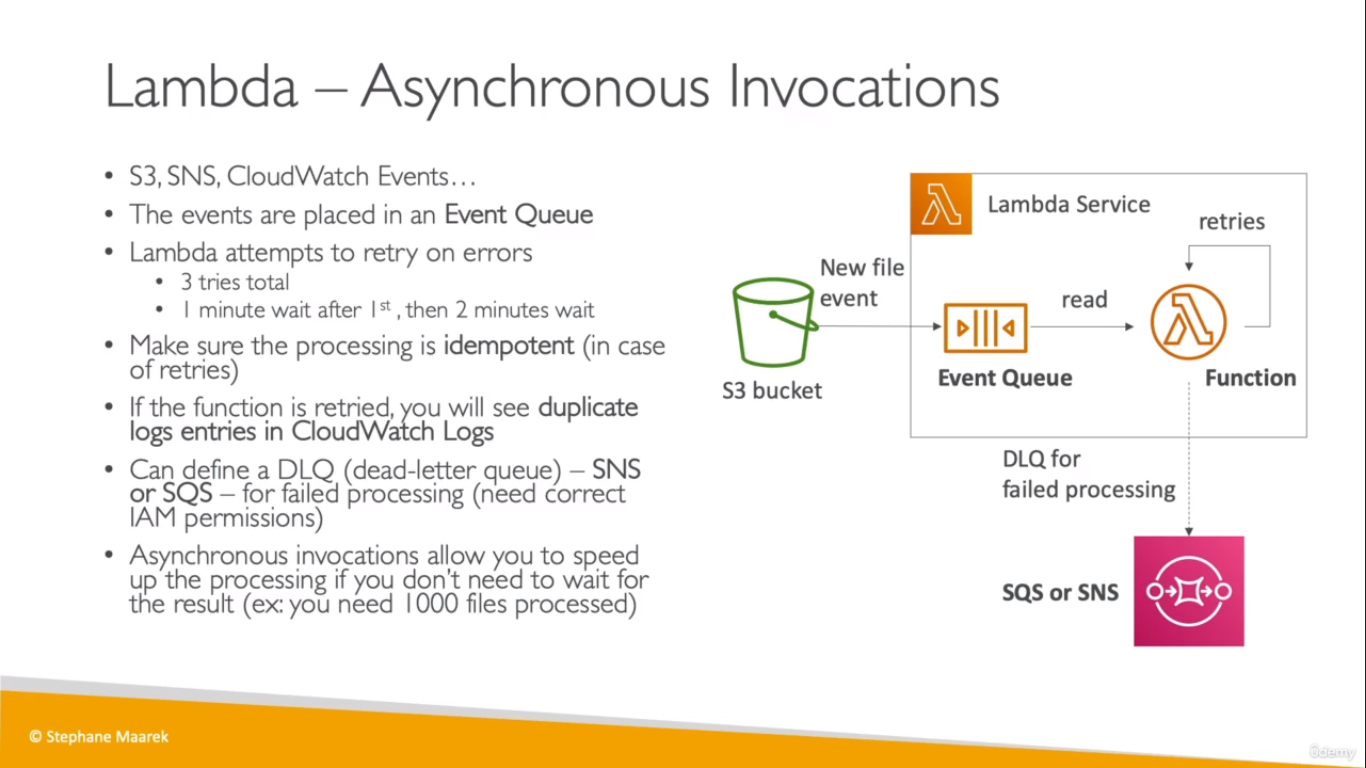 Lambda – Asynchronous Invocations
• S3, SNS, CloudWatch Events…
• The events are placed in an Event Queue
• Lambda attempts to retry on errors
• 3 tries total
• 1 minute wait after 1st , then 2 minutes wait
• Make sure the processing is idempotent (in case
of retries)
• If the function is retried, you will see duplicate
logs entries in CloudWatch Logs
• Can define a DLQ (dead-letter queue) – SNS
or SQS – for failed processing (need correct
IAM permissions)
• Asynchronous invocations allow you to speed
up the processing if you don't need to wait for
the result (ex: you need 1000 files processed)
Lambda Service
retries
New file
event
read
S3 bucket
Event Queue
Function
DLQ for
failed processing
SQS or SNS
© Stephane Maarek
ûdemy